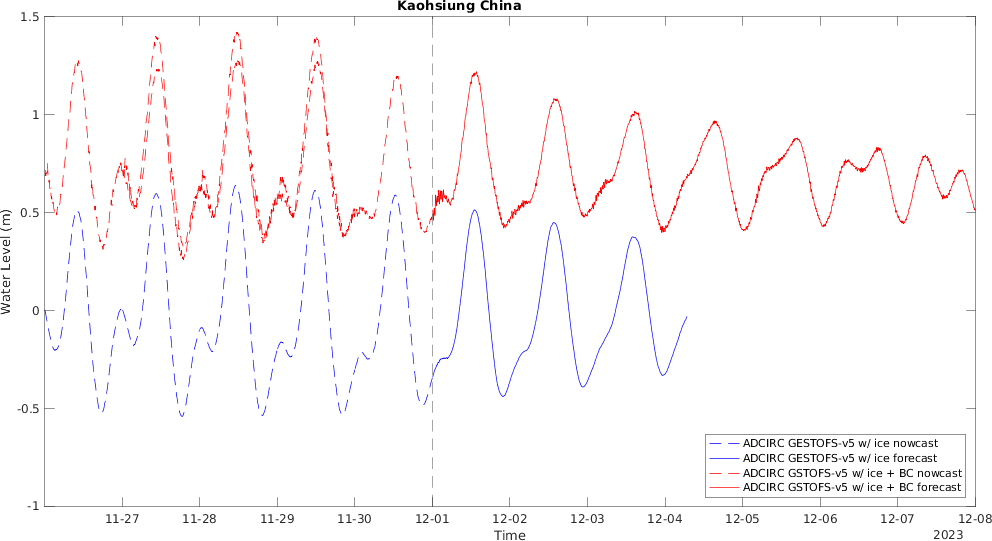 Kaohsiung China
Water Level (m)
1.5
1
0.5
0
-0.5
-1
ADCIRC GESTOFS-v5 w/ ice nowcast
ADCIRC GESTOFS-v5 w/ ice forecast
ADCIRC GSTOFS-v5 w/ ice + BC nowcast
ADCIRC GSTOFS-v5 w/ ice + BC forecast
11-27 11-28 11-29 11-30 12-01 12-02 12-03 12-04 12-05 12-06 12-07 12-08
Time
2023